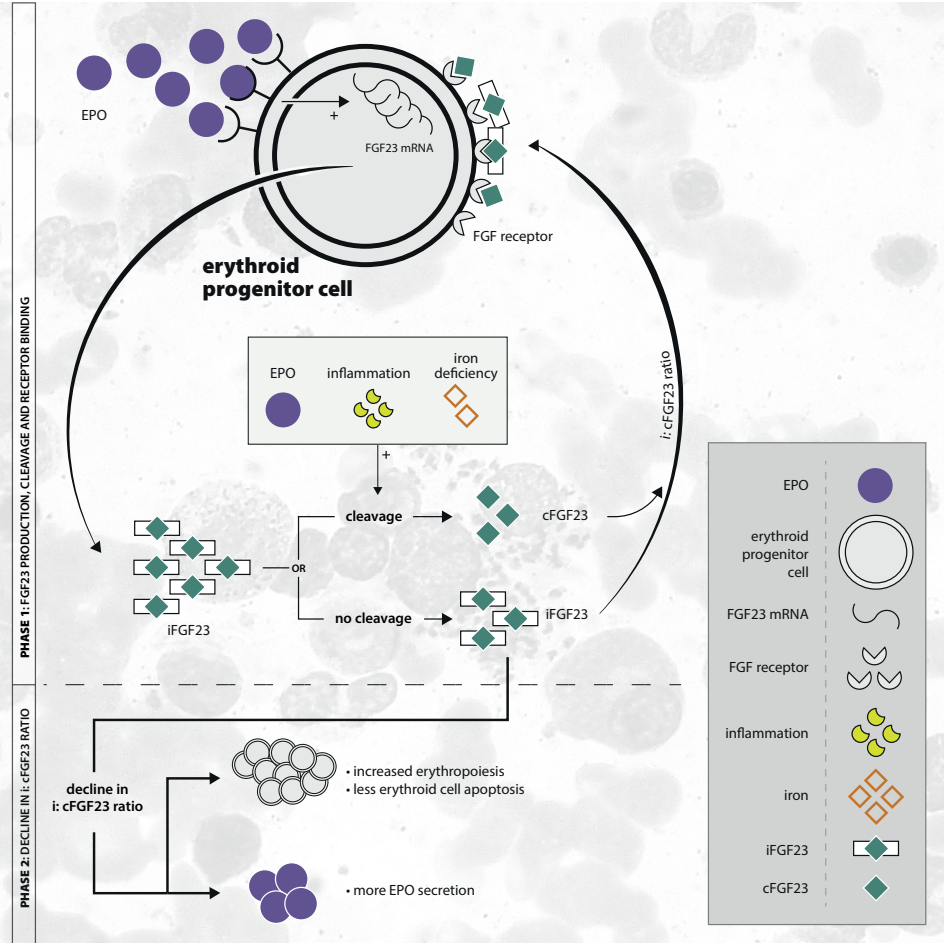 PHASE 1: FGF23 PRODUCTION, CLEAVAGE AND RECEPTOR BINDING
EPO
+
FGF23 mRNA
FGF receptor
erythroid
progenitor cell
EPO
inflammation
iron
deficiency
+
i: cFGF23 ratio
cleavage
cFGF23
OR
iFGF23
no cleavage
iFGF23
PHASE 2: DECLINE IN i: cFGF23 RATIO
decline in
i: cFGF23 ratio
• increased erythropoiesis
• less erythroid cell apoptosis
• more EPO secretion
EPO
erythroid
progenitor
cell
FGF23 mRNA
FGF receptor
inflammation
iron
iFGF23
cFGF23